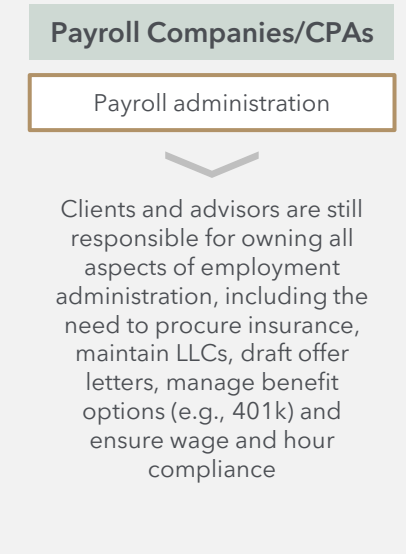 Payroll Companies/CPAs
Payroll administration
Clients and advisors are still
responsible for owning all
aspects of employment
administration, including the
need to procure insurance,
maintain LLCs, draft offer
letters, manage benefit
options (e.g., 401k) and
ensure wage and hour
compliance